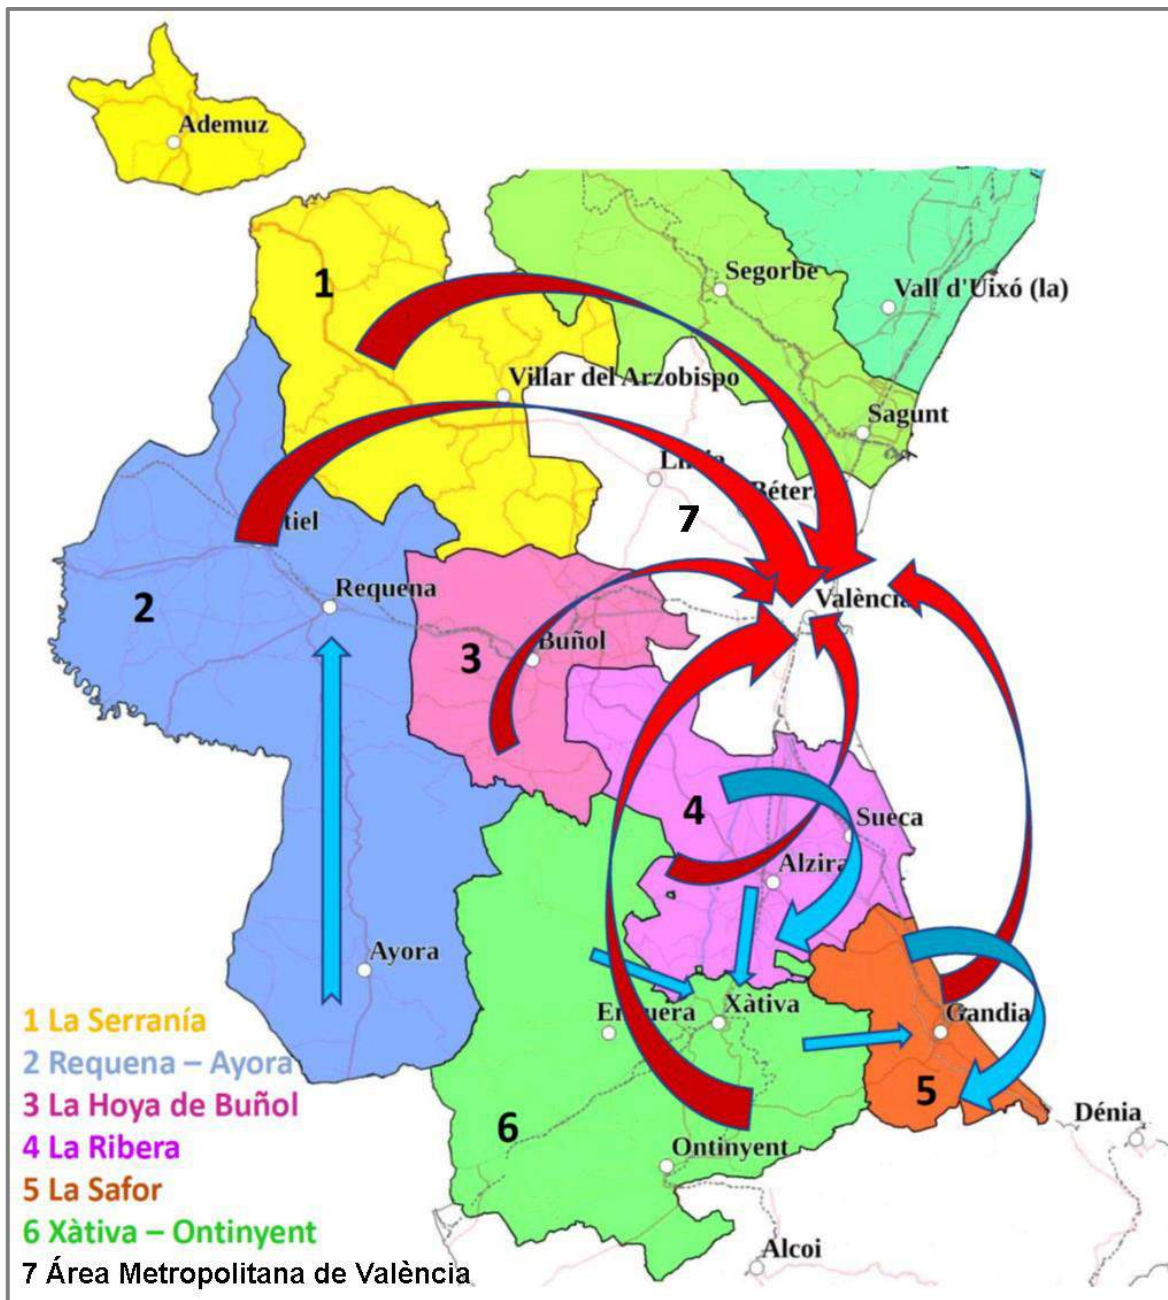 Ademuz
1
Segorbe
Vall d'Uixó (la)
Villar del Arzobispo
Sagunt
7
2
Requena
València
3
Buñol
4
Sueca
Alzira
Ayora
Xàtiva
Gandia
5
Dénia
6
Ontinyent
Alcoi
1 La Serranía
2 Requena – Ayora
3 La Hoya de Buñol
4 La Ribera
5 La Safor
6 Xàtiva – Ontinyent
7 Área Metropolitana de València